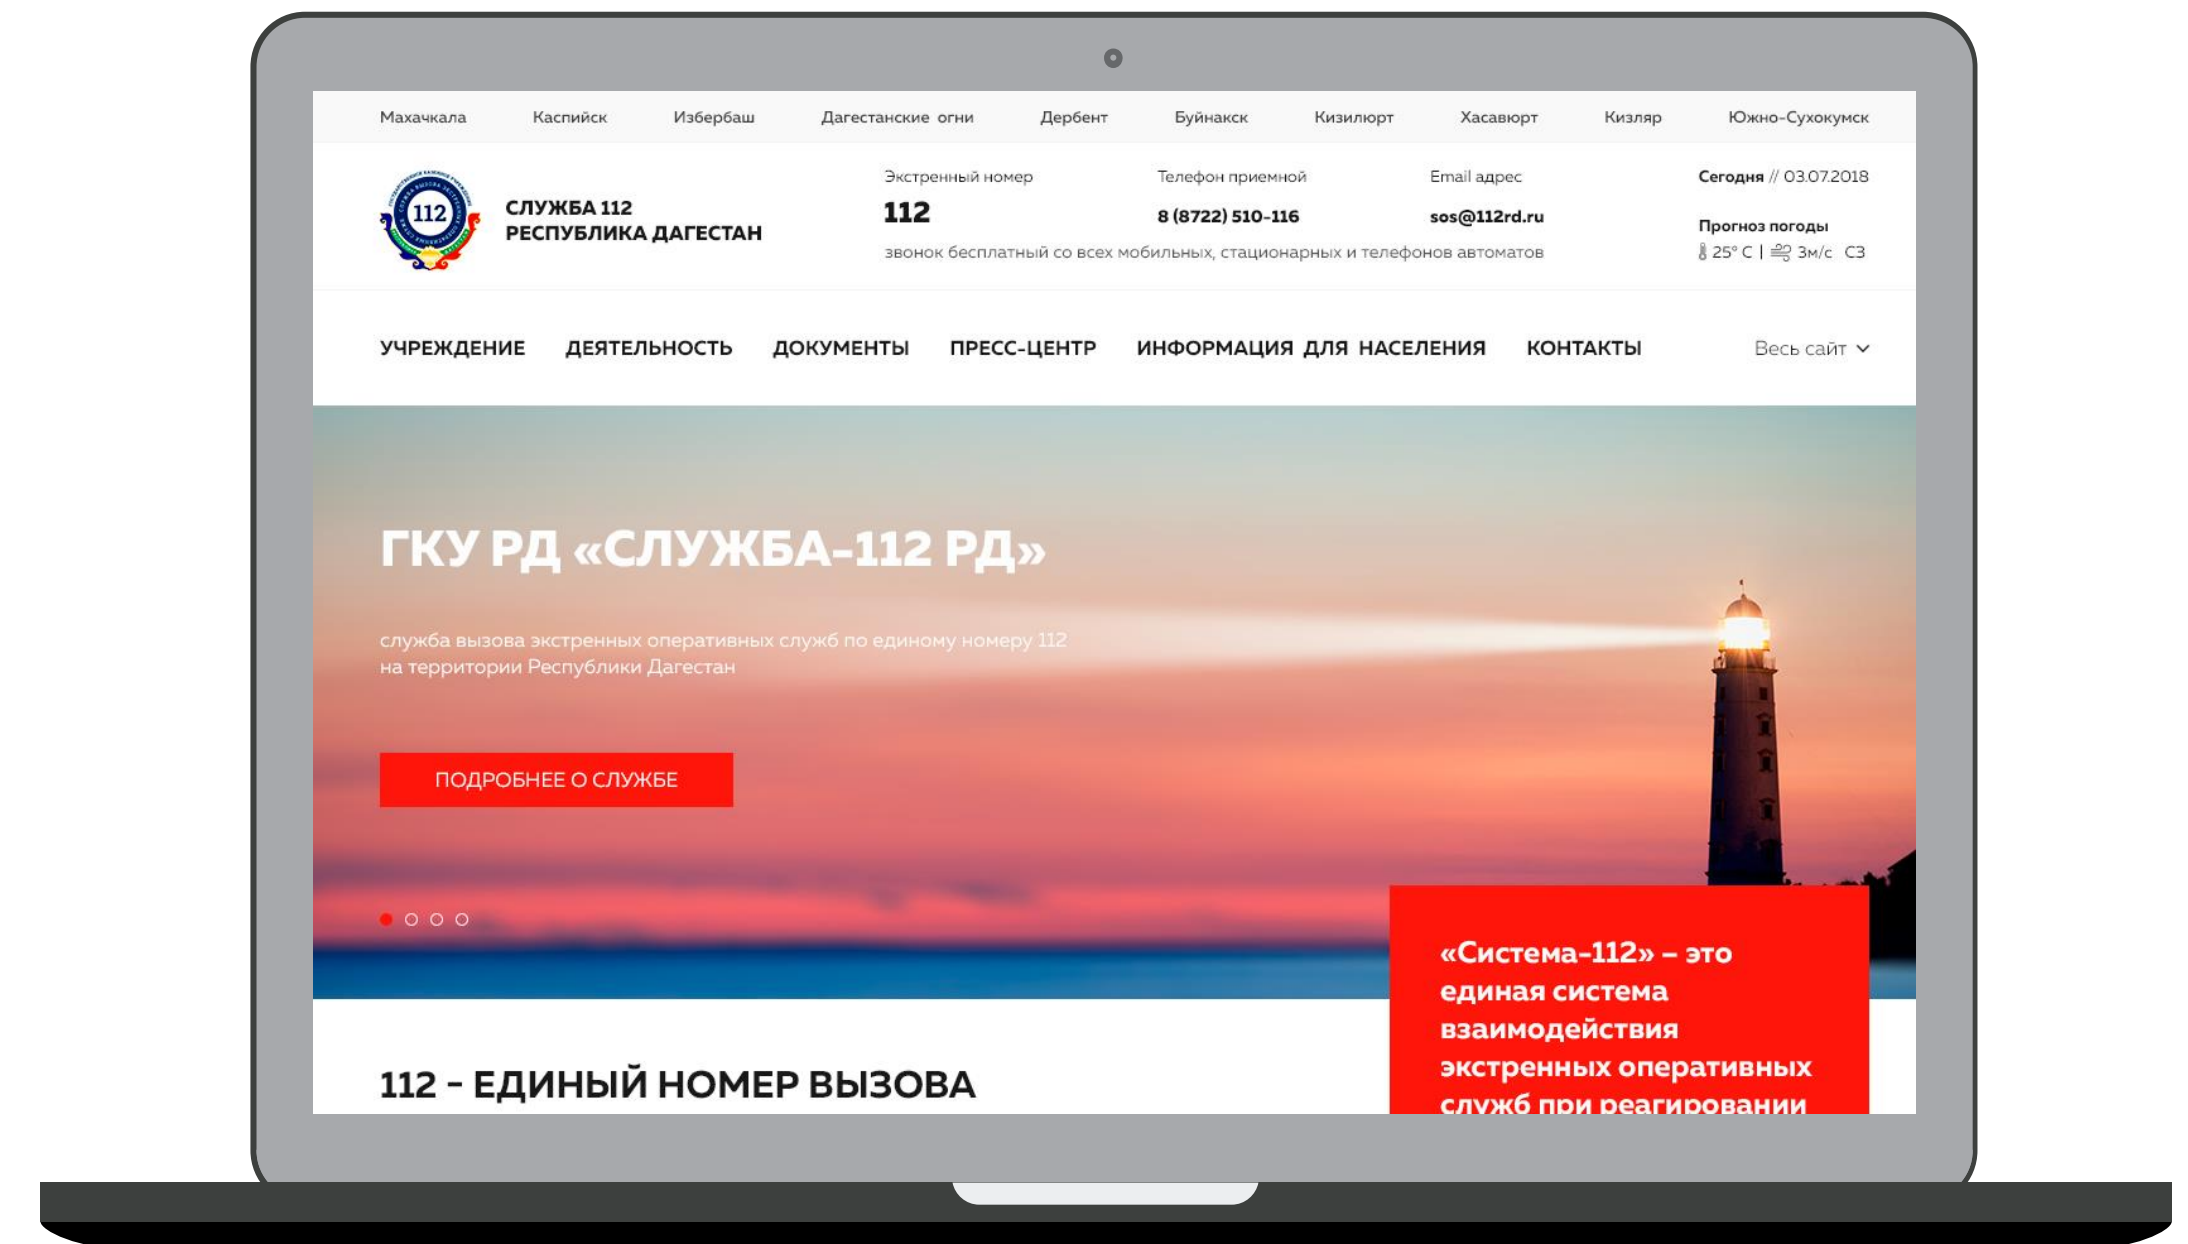 Махачкала Каспийск Избербаш Дагестанские огни Дербент Буйнакск Кизилюрт Хасавюрт Кизляр Южно-Сухокумск
112
СЛУЖБА 112
РЕСПУБЛИКА ДАГЕСТАН
Экстренный номер
112
Телефон приемной
8 (8722) 510-116
Email адрес
sos@112rd.ru
звонок бесплатный со всех мобильных, стационарных и телефонов автоматов
Сегодня // 03.07.2018
Прогноз погоды
25° C | 3м/с СЗ
УЧРЕЖДЕНИЕ ДЕЯТЕЛЬНОСТЬ ДОКУМЕНТЫ ПРЕСС-ЦЕНТР ИНФОРМАЦИЯ ДЛЯ НАСЕЛЕНИЯ КОНТАКТЫ Весь сайт
ГКУ РД «СЛУЖБА-112 РД»
служба вызова экстренных оперативных служб по единому номеру 112
на территории Республики Дагестан
ПОДРОБНЕЕ О СЛУЖБЕ
«Система-112» – это
единая система
взаимодействия
экстренных оперативных
служб при реагировании
112 - ЕДИНЫЙ НОМЕР ВЫЗОВА